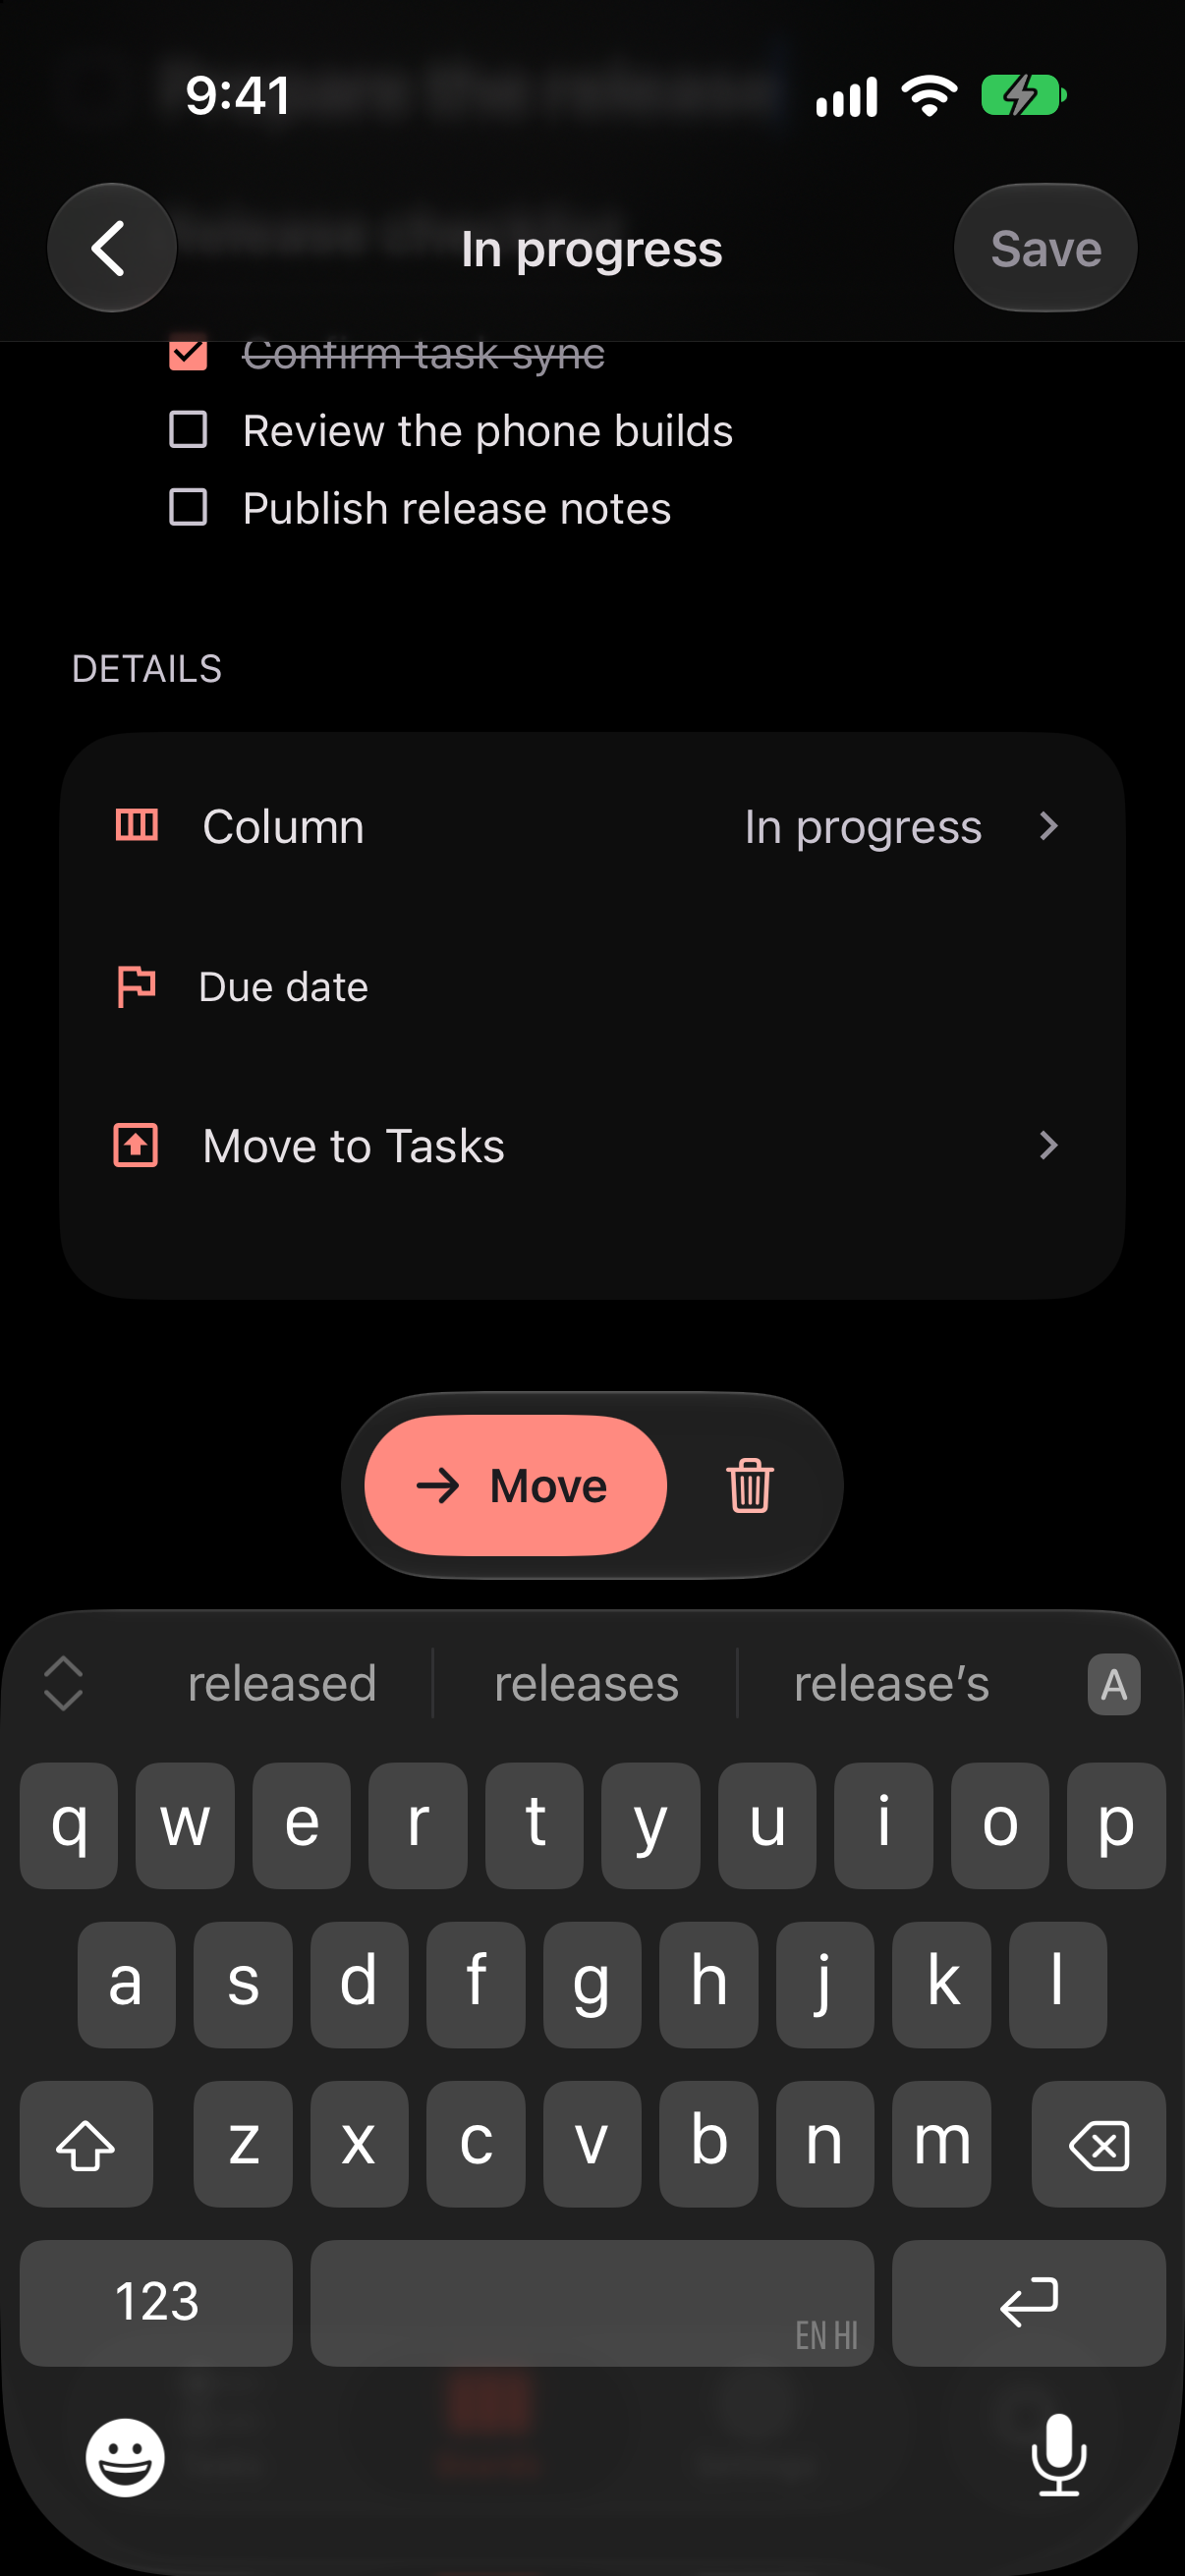 9:41
In progress
Save
Confirm task sync
Review the phone builds
Publish release notes
DETAILS
Column In progress
Due date
Move to Tasks
Move
released releases release’s A
q w e r t y u i o p
a s d f g h j k l
z x c v b n m
123
EN HI